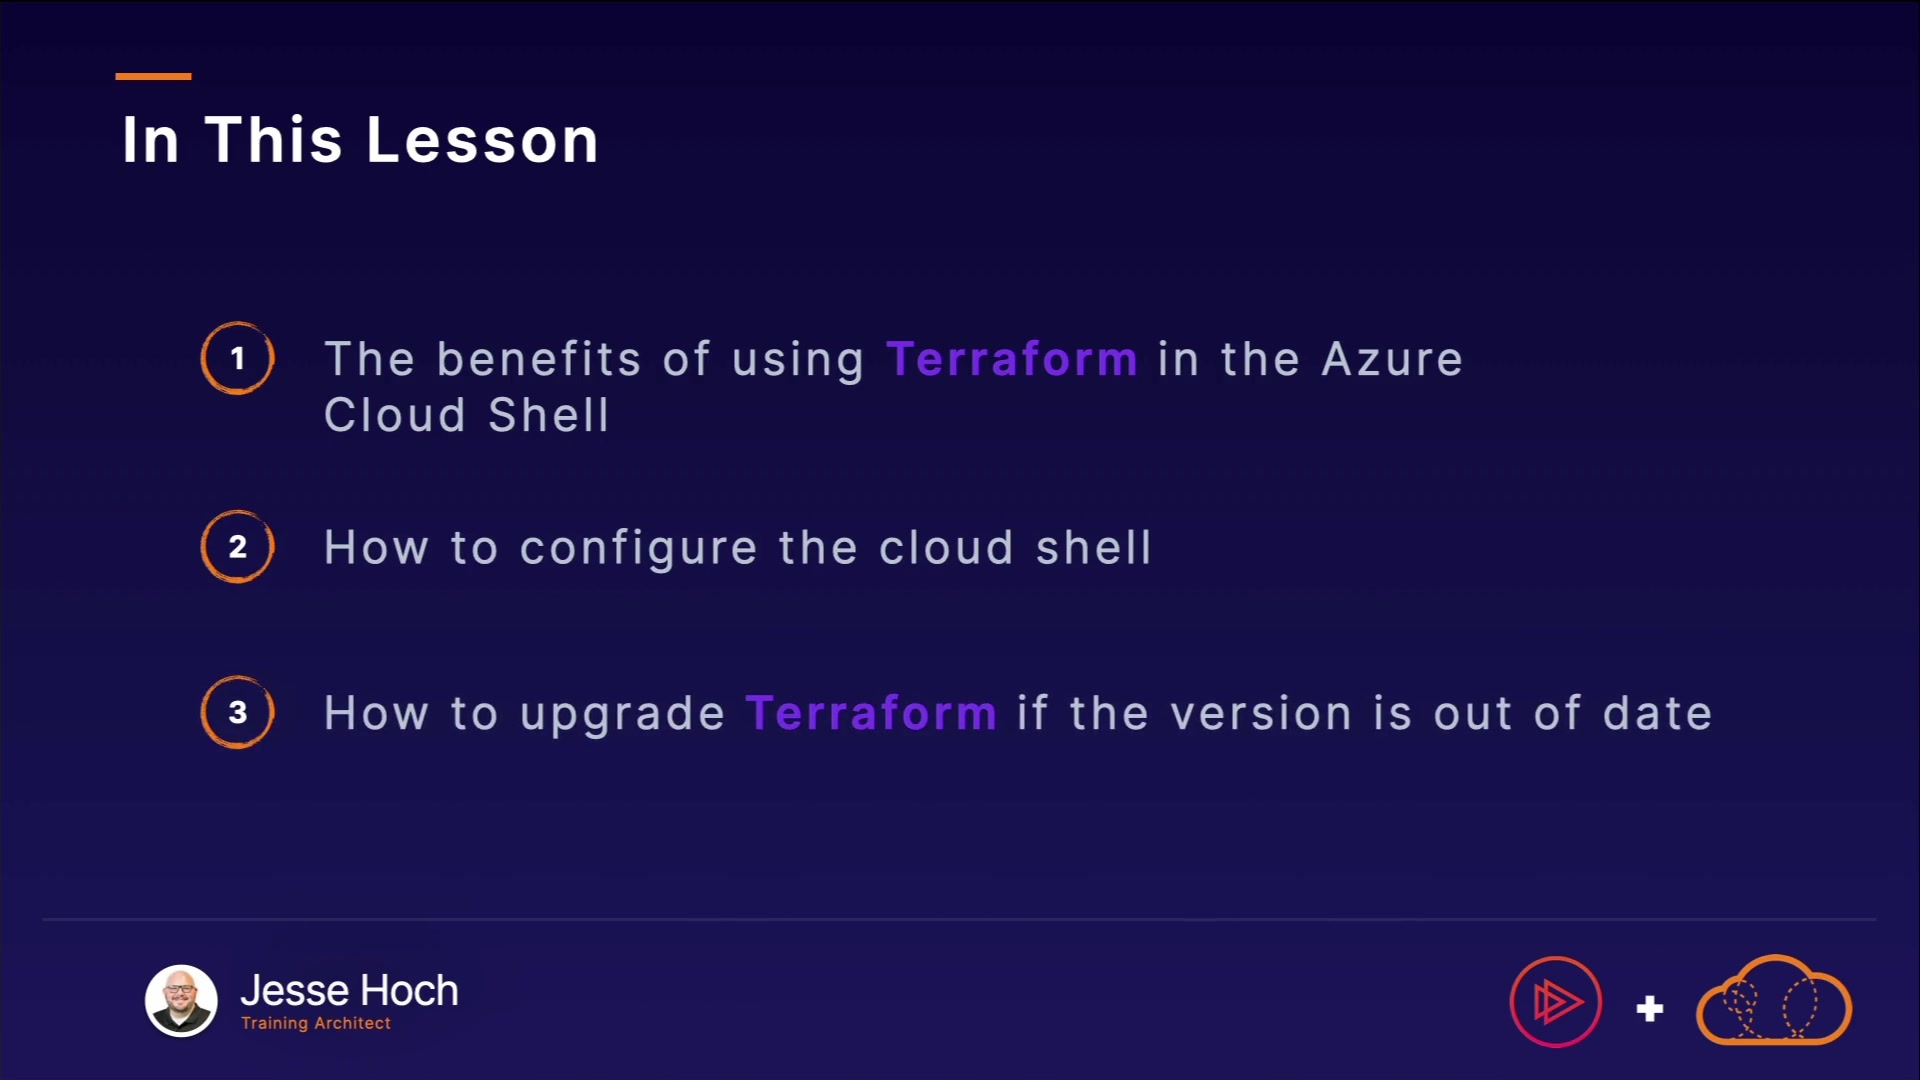 In This Lesson
1 The benefits of using Terraform in the Azure
Cloud Shell
2 How to configure the cloud shell
3 How to upgrade Terraform if the version is out of date
Jesse Hoch
Training Architect